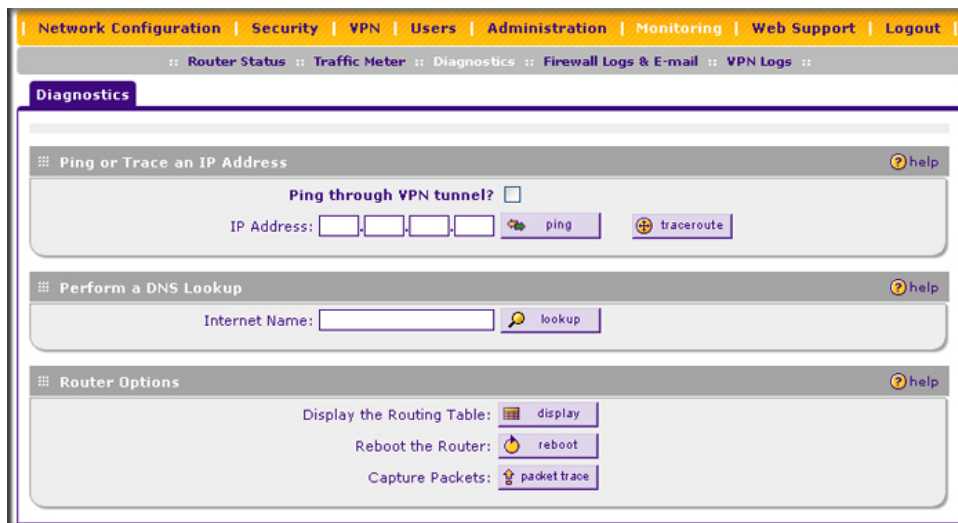 | Network Configuration | Security | VPN | Users | Administration | Monitoring | Web Support | Logout |
:: Router Status :: Traffic Meter :: Diagnostics :: Firewall Logs & E-mail :: VPN Logs ::
Diagnostics
Ping or Trace an IP Address help
Ping through VPN tunnel?
IP Address: . . . ping traceroute
Perform a DNS Lookup help
Internet Name: lookup
Router Options help
Display the Routing Table: display
Reboot the Router: reboot
Capture Packets: packet trace